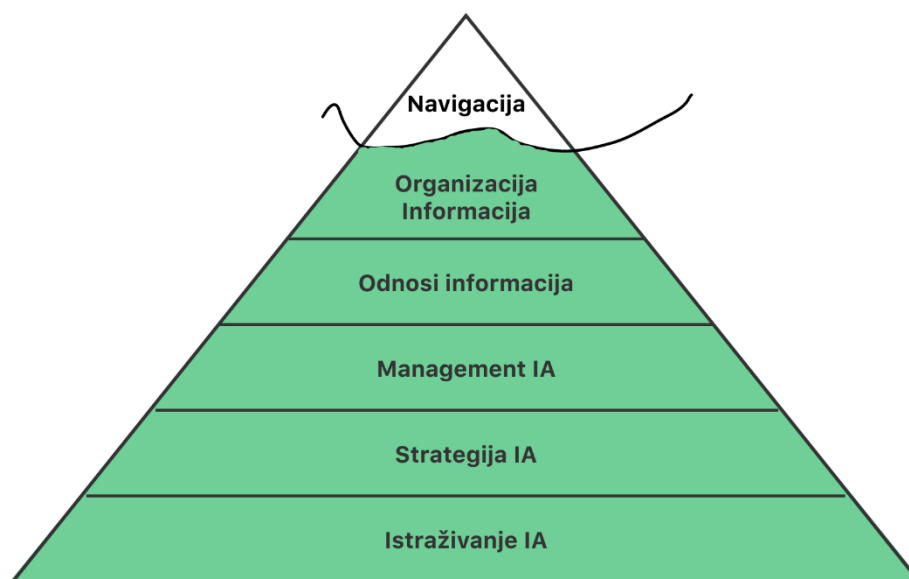 Navigacija
Organizacija
Informacija
Odnosi informacija
Management IA
Strategija IA
Istraživanje IA